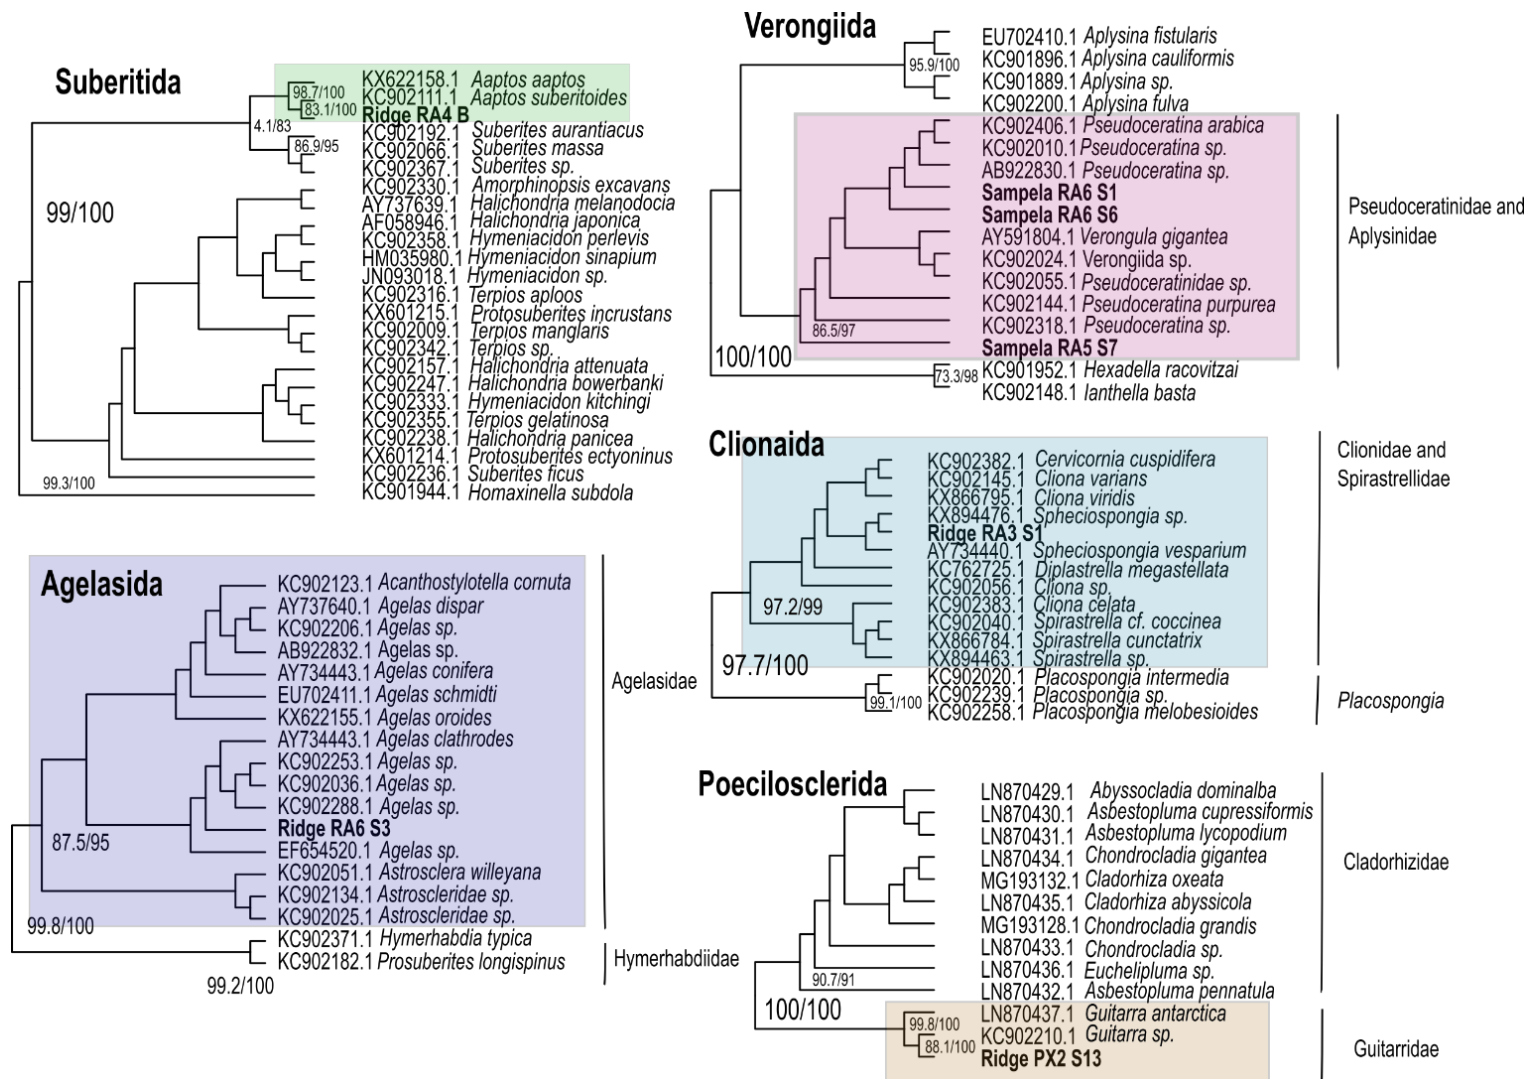 Suberitida
KX622158.1 Aaptos aaptos
KC902111.1 Aaptos suberitoides
Ridge RA4 B
KC902192.1 Suberites aurantiacus
KC902066.1 Suberites massa
KC902367.1 Suberites sp.
KC902330.1 Amorphinopsis excavans
AY737639.1 Halichondria melanodocia
AF058946.1 Halichondria japonica
KC902358.1 Hymeniacidon perlevis
HM035980.1 Hymeniacidon sinapium
JN093018.1 Hymeniacidon sp.
KC902316.1 Terpios aploos
KX601215.1 Protosuberites incrustans
KC902009.1 Terpios manglaris
KC902342.1 Terpios sp.
KC902157.1 Halichondria attenuata
KC902247.1 Halichondria bowerbanki
KC902333.1 Hymeniacidon kitchingi
KC902355.1 Terpios gelatinosa
KC902238.1 Halichondria panicea
KX601214.1 Protosuberites ectyoninus
KC902236.1 Suberites ficus
KC901944.1 Homaxinella subdola
98.7/100
83.1/100
4.1/83
86.9/95
99/100
99.3/100
Agelasida
KC902123.1 Acanthostylotella cornuta
AY737640.1 Agelas dispar
KC902206.1 Agelas sp.
AB922832.1 Agelas sp.
AY734443.1 Agelas conifera
EU702411.1 Agelas schmidti
KX622155.1 Agelas oroides
AY734443.1 Agelas clathrodes
KC902253.1 Agelas sp.
KC902036.1 Agelas sp.
KC902288.1 Agelas sp.
Ridge RA6 S3
EF654520.1 Agelas sp.
KC902051.1 Astrosclera willeyana
KC902134.1 Astroscleridae sp.
KC902025.1 Astroscleridae sp.
KC902371.1 Hymerhabdia typica
KC902182.1 Prosuberites longispinus
87.5/95
99.8/100
99.2/100
Agelasidae
Hymerhabdiidae
Verongiida
EU702410.1 Aplysina fistularis
KC901896.1 Aplysina cauliformis
KC901889.1 Aplysina sp.
KC902200.1 Aplysina fulva
KC902406.1 Pseudoceratina arabica
KC902010.1 Pseudoceratina sp.
AB922830.1 Pseudoceratina sp.
Sampela RA6 S1
Sampela RA6 S6
AY591804.1 Verongula gigantea
KC902024.1 Verongiida sp.
KC902055.1 Pseudoceratinidae sp.
KC902144.1 Pseudoceratina purpurea
KC902318.1 Pseudoceratina sp.
Sampela RA5 S7
KC901952.1 Hexadella racovitzai
KC902148.1 Ianthella basta
95.9/100
86.5/97
100/100
73.3/98
Pseudoceratinidae and
Aplysinidae
Clionaida
KC902382.1 Cervicornia cuspidifera
KC902145.1 Cliona varians
KX866795.1 Cliona viridis
KX894476.1 Spheciospongia sp.
Ridge RA3 S1
AY734440.1 Spheciospongia vesparium
KC762725.1 Diplastrella megastellata
KC902056.1 Cliona sp.
KC902383.1 Cliona celata
KC902040.1 Spirastrella cf. coccinea
KX866784.1 Spirastrella cunctatrix
KX894463.1 Spirastrella sp.
KC902020.1 Placospongia intermedia
KC902239.1 Placospongia sp.
KC902258.1 Placospongia melobesioides
97.2/99
97.7/100
99.1/100
Clionidae and
Spirastrellidae
Placospongia
Poecilosclerida
LN870429.1 Abyssocladia dominalba
LN870430.1 Asbestopluma cupressiformis
LN870431.1 Asbestopluma lycopodium
LN870434.1 Chondrocladia gigantea
MG193132.1 Cladorhiza oxeata
LN870435.1 Cladorhiza abyssicola
MG193128.1 Chondrocladia grandis
LN870433.1 Chondrocladia sp.
LN870436.1 Euchelipluma sp.
LN870432.1 Asbestopluma pennatula
LN870437.1 Guitarra antarctica
KC902210.1 Guitarra sp.
Ridge PX2 S13
90.7/91
100/100
99.8/100
88.1/100
Cladorhizidae
Guitarridae